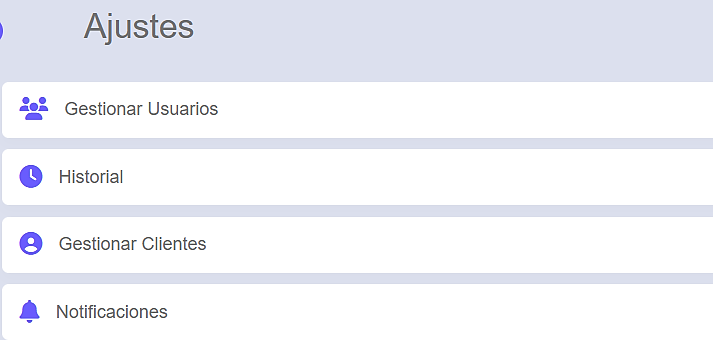 Ajustes
Gestionar Usuarios
Historial
Gestionar Clientes
Notificaciones